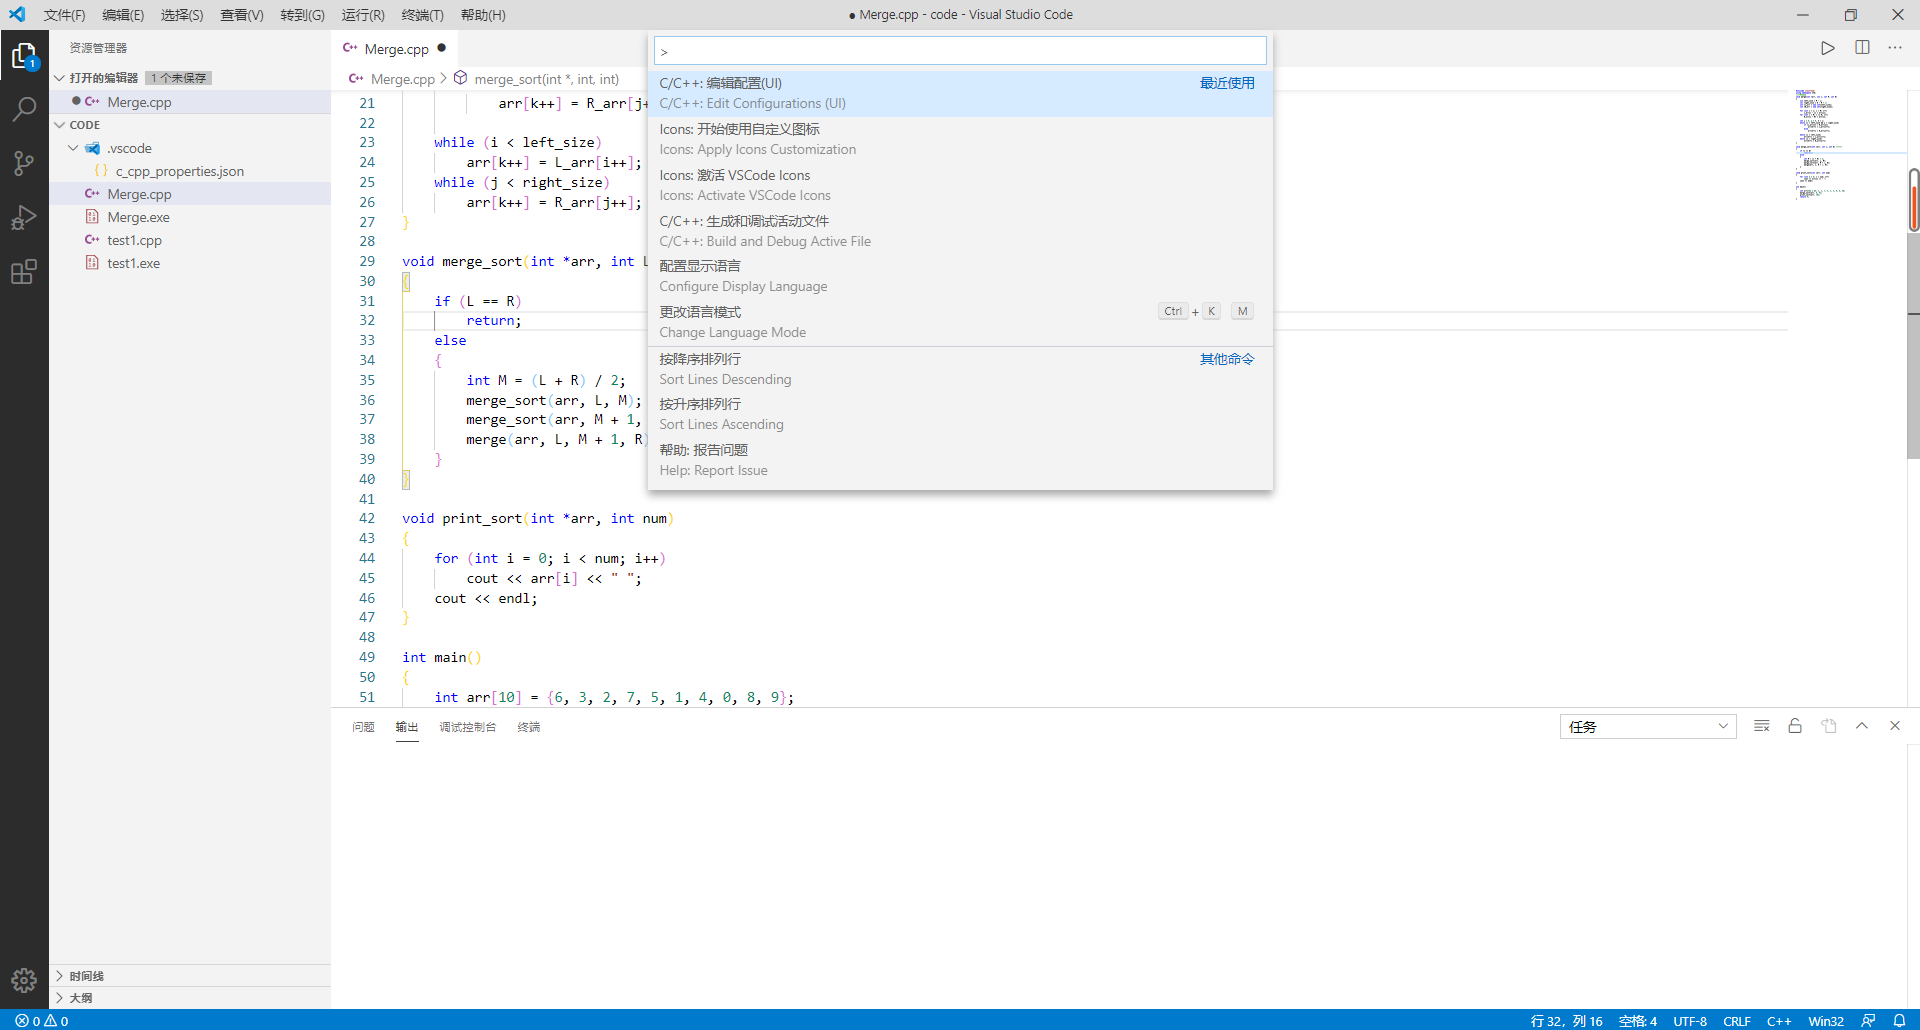 文件(F) 编辑(E) 选择(S) 查看(V) 转到(G) 运行(R) 终端(T) 帮助(H)
● Merge.cpp - code - Visual Studio Code
资源管理器
打开的编辑器 1 个未保存
Merge.cpp
CODE
.vscode
{} c_cpp_properties.json
Merge.cpp
Merge.exe
test1.cpp
test1.exe
时间线
大纲
1
Merge.cpp ●
Merge.cpp > merge_sort(int *, int, int)
21 arr[k++] = R_arr[j+
22
23 while (i < left_size)
24 arr[k++] = L_arr[i++];
25 while (j < right_size)
26 arr[k++] = R_arr[j++];
27 }
28
29 void merge_sort(int *arr, int L
30 {
31 if (L == R)
32 return;
33 else
34 {
35 int M = (L + R) / 2;
36 merge_sort(arr, L, M);
37 merge_sort(arr, M + 1,
38 merge(arr, L, M + 1, R)
39 }
40 }
41
42 void print_sort(int *arr, int num)
43 {
44 for (int i = 0; i < num; i++)
45 cout << arr[i] << " ";
46 cout << endl;
47 }
48
49 int main()
50 {
51 int arr[10] = {6, 3, 2, 7, 5, 1, 4, 0, 8, 9};
>
C/C++: 编辑配置(UI) 最近使用
C/C++: Edit Configurations (UI)
Icons: 开始使用自定义图标
Icons: Apply Icons Customization
Icons: 激活 VSCode Icons
Icons: Activate VSCode Icons
C/C++: 生成和调试活动文件
C/C++: Build and Debug Active File
配置显示语言
Configure Display Language
更改语言模式 Ctrl + K M
Change Language Mode
按降序排列行 其他命令
Sort Lines Descending
按升序排列行
Sort Lines Ascending
帮助: 报告问题
Help: Report Issue
问题 输出 调试控制台 终端 任务
0 0 行 32，列 16 空格: 4 UTF-8 CRLF C++ Win32